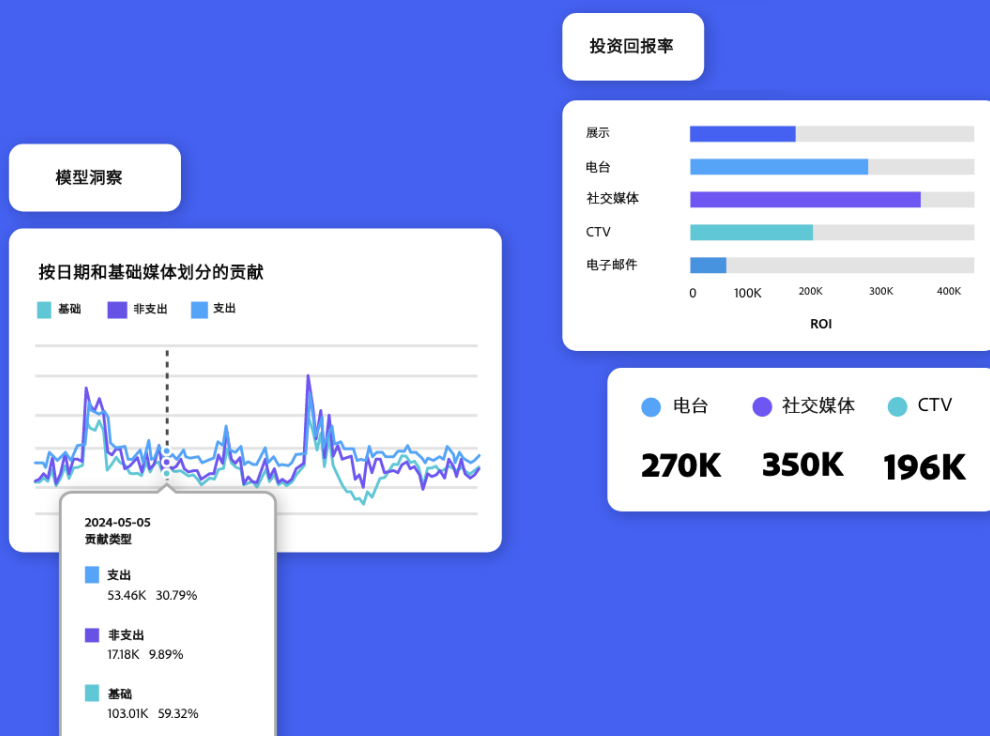 投资回报率
展示
电台
社交媒体
CTV
电子邮件
0 100K 200K 300K 400K
ROI
电台 社交媒体 CTV
270K 350K 196K
模型洞察
按日期和基础媒体划分的贡献
基础 非支出 支出
2024-05-05
贡献类型
支出
53.46K 30.79%
非支出
17.18K 9.89%
基础
103.01K 59.32%